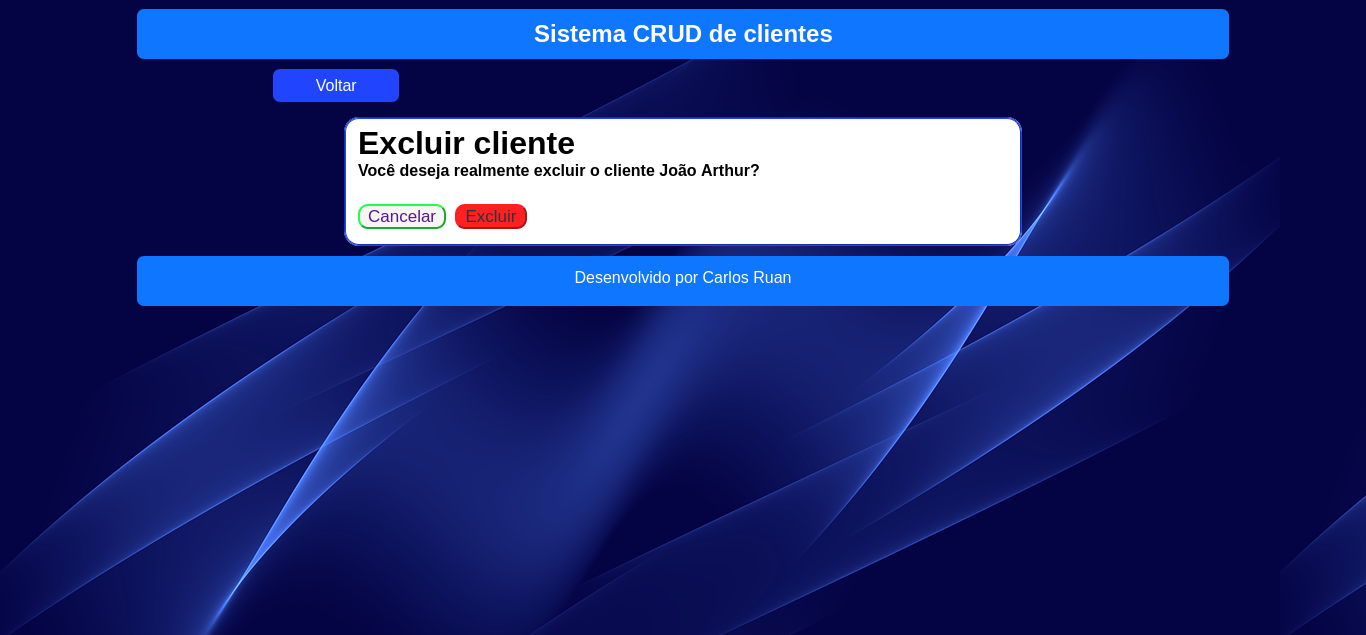 Sistema CRUD de clientes
Voltar
Excluir cliente
Você deseja realmente excluir o cliente João Arthur?
Cancelar Excluir
Desenvolvido por Carlos Ruan